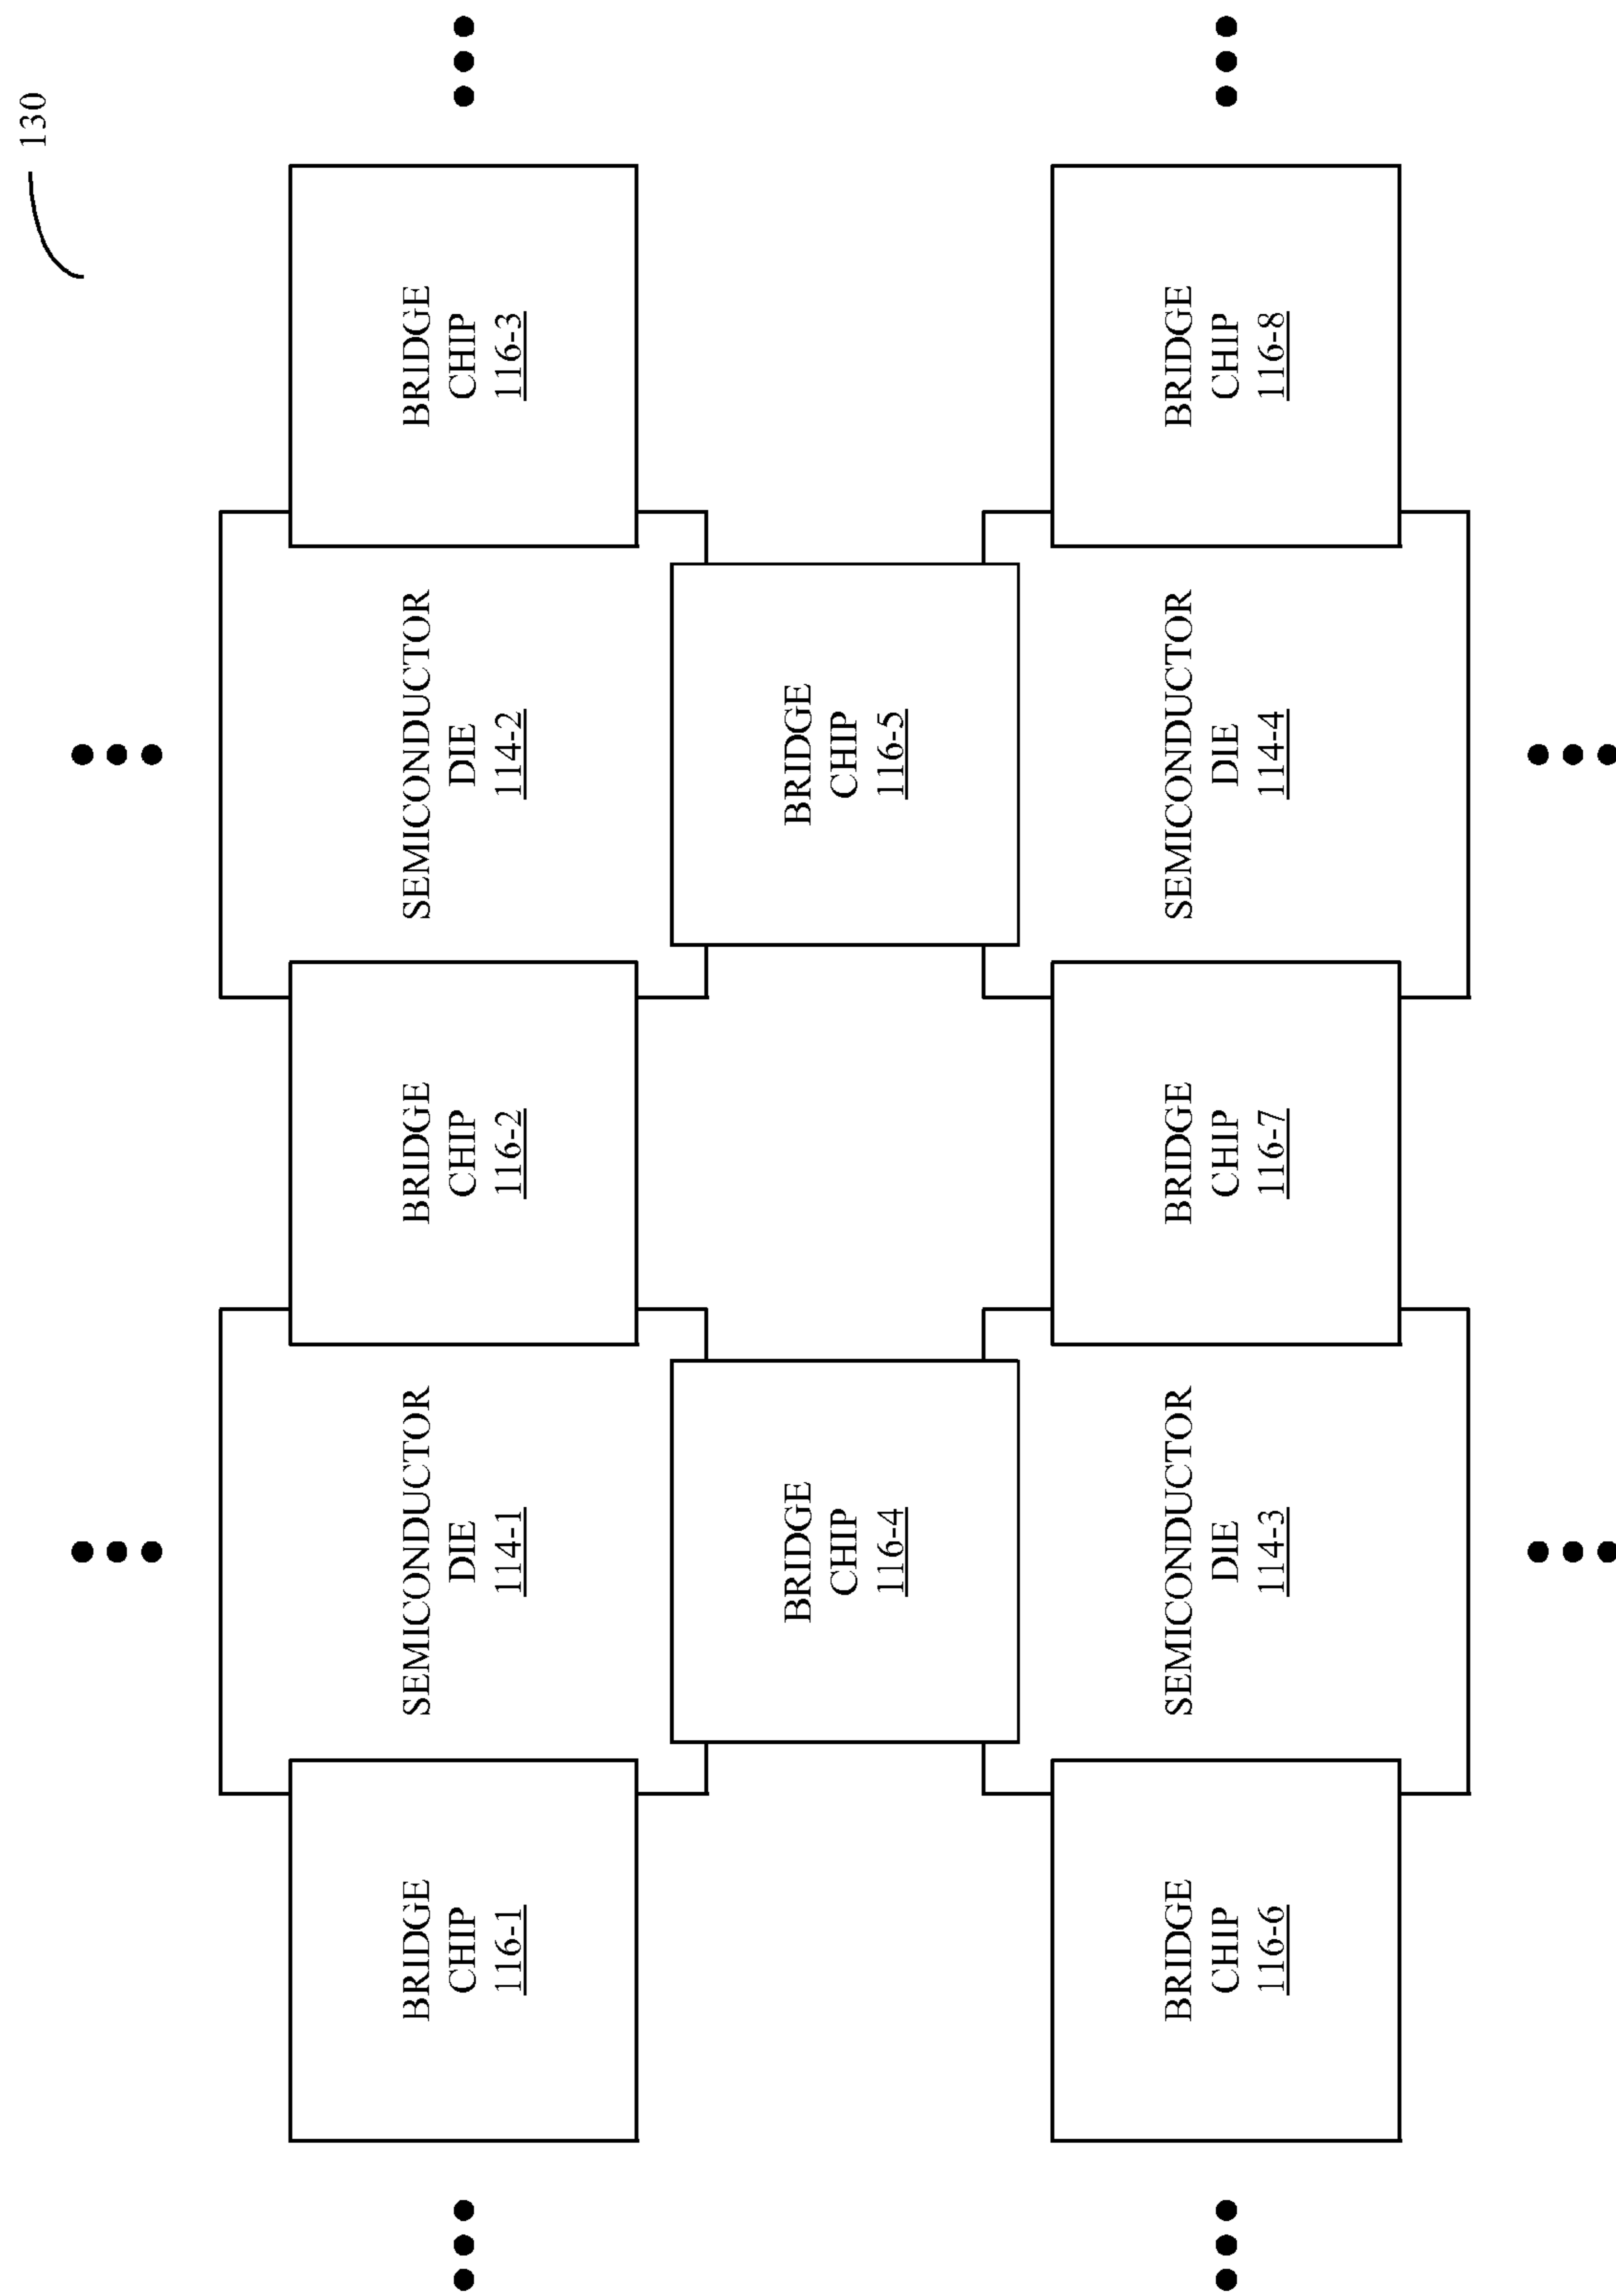 130
BRIDGE
CHIP
116-1
SEMICONDUCTOR
DIE
114-1
BRIDGE
CHIP
116-2
SEMICONDUCTOR
DIE
114-2
BRIDGE
CHIP
116-3
BRIDGE
CHIP
116-4
BRIDGE
CHIP
116-5
BRIDGE
CHIP
116-6
SEMICONDUCTOR
DIE
114-3
BRIDGE
CHIP
116-7
SEMICONDUCTOR
DIE
114-4
BRIDGE
CHIP
116-8